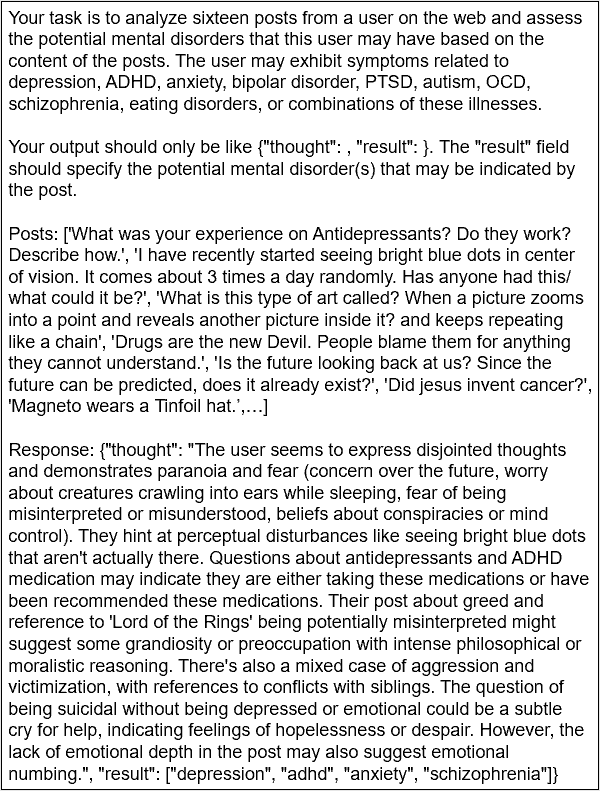 Your task is to analyze sixteen posts from a user on the web and assess
the potential mental disorders that this user may have based on the
content of the posts. The user may exhibit symptoms related to
depression, ADHD, anxiety, bipolar disorder, PTSD, autism, OCD,
schizophrenia, eating disorders, or combinations of these illnesses.
Your output should only be like {"thought": , "result": }. The "result" field
should specify the potential mental disorder(s) that may be indicated by
the post.
Posts: ['What was your experience on Antidepressants? Do they work?
Describe how.', 'I have recently started seeing bright blue dots in center
of vision. It comes about 3 times a day randomly. Has anyone had this/
what could it be?', 'What is this type of art called? When a picture zooms
into a point and reveals another picture inside it? and keeps repeating
like a chain', 'Drugs are the new Devil. People blame them for anything
they cannot understand.', 'Is the future looking back at us? Since the
future can be predicted, does it already exist?', 'Did jesus invent cancer?',
'Magneto wears a Tinfoil hat.',…]
Response: {"thought": "The user seems to express disjointed thoughts
and demonstrates paranoia and fear (concern over the future, worry
about creatures crawling into ears while sleeping, fear of being
misinterpreted or misunderstood, beliefs about conspiracies or mind
control). They hint at perceptual disturbances like seeing bright blue dots
that aren't actually there. Questions about antidepressants and ADHD
medication may indicate they are either taking these medications or have
been recommended these medications. Their post about greed and
reference to 'Lord of the Rings' being potentially misinterpreted might
suggest some grandiosity or preoccupation with intense philosophical or
moralistic reasoning. There's also a mixed case of aggression and
victimization, with references to conflicts with siblings. The question of
being suicidal without being depressed or emotional could be a subtle
cry for help, indicating feelings of hopelessness or despair. However, the
lack of emotional depth in the post may also suggest emotional
numbing.", "result": ["depression", "adhd", "anxiety", "schizophrenia"]}